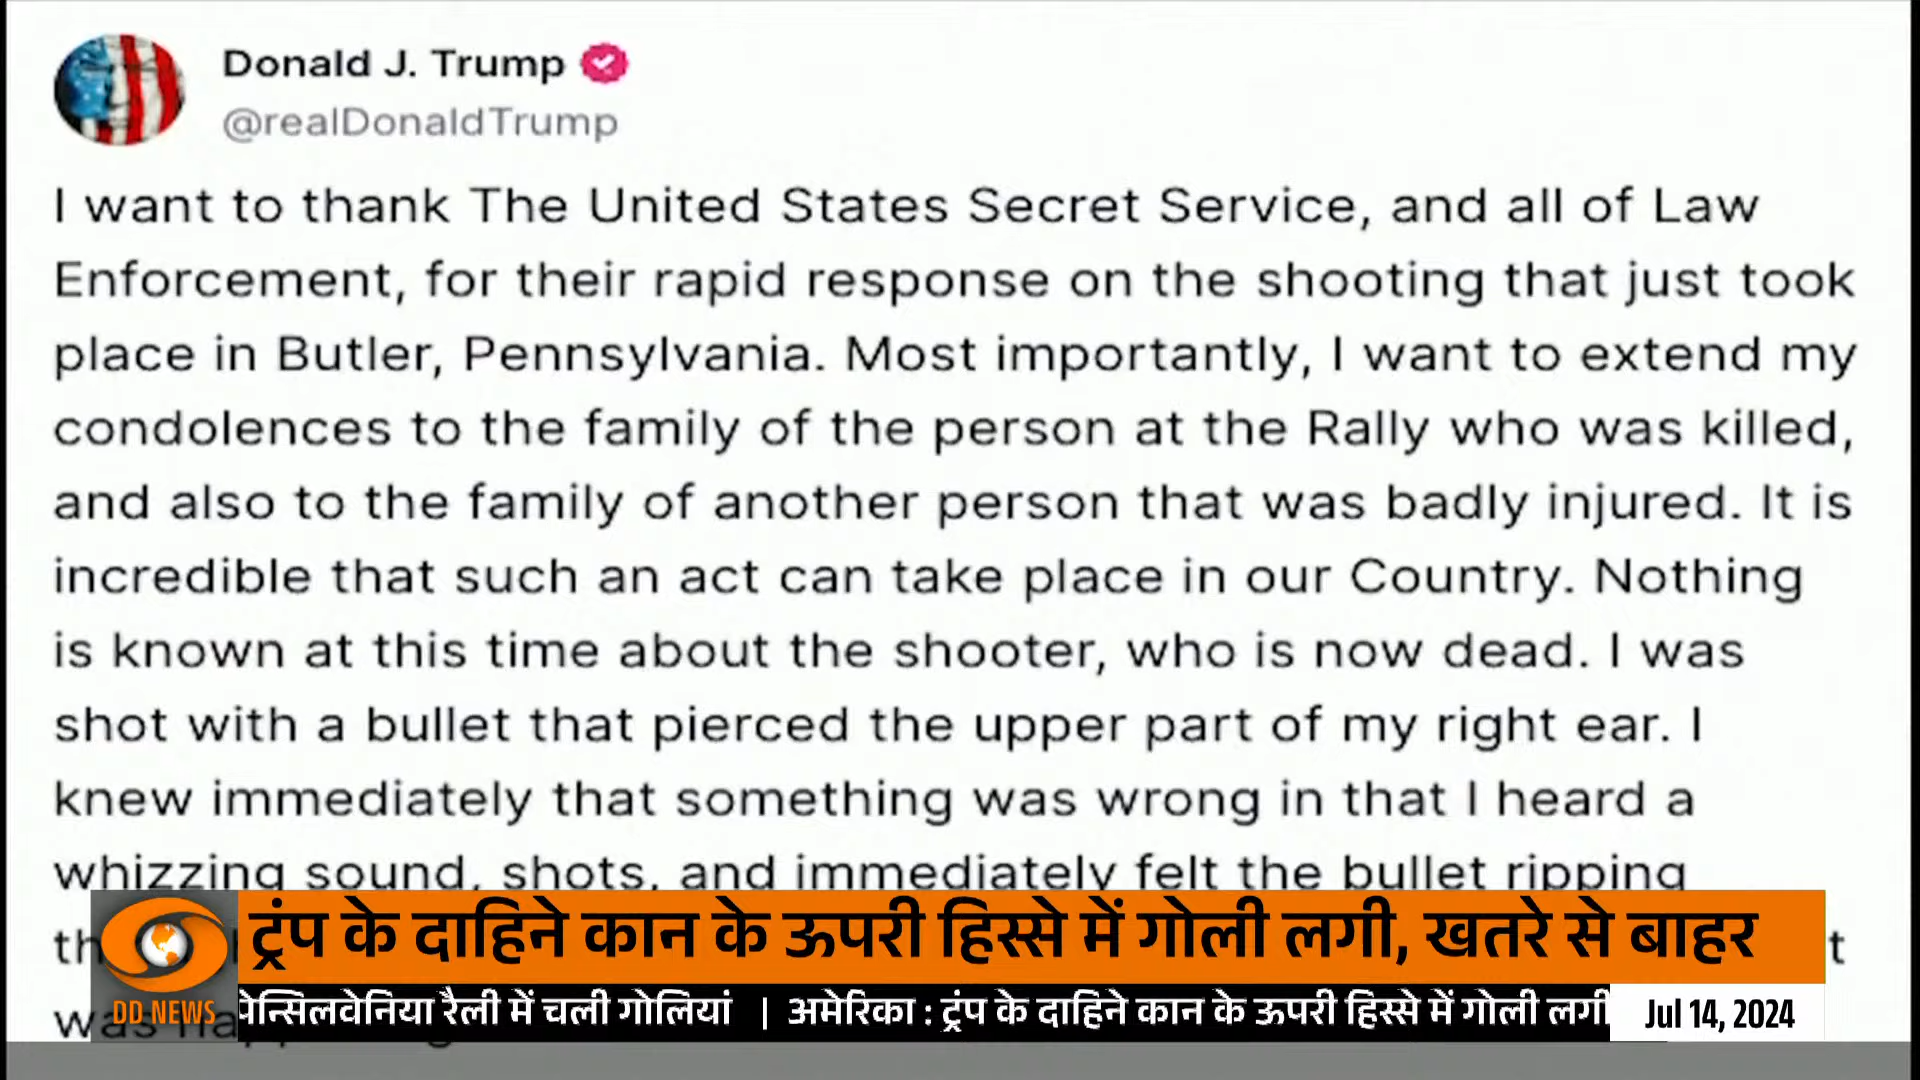 Donald J. Trump
@realDonaldTrump
I want to thank The United States Secret Service, and all of Law
Enforcement, for their rapid response on the shooting that just took
place in Butler, Pennsylvania. Most importantly, I want to extend my
condolences to the family of the person at the Rally who was killed,
and also to the family of another person that was badly injured. It is
incredible that such an act can take place in our Country. Nothing
is known at this time about the shooter, who is now dead. I was
shot with a bullet that pierced the upper part of my right ear. I
knew immediately that something was wrong in that I heard a
whizzing sound, shots, and immediately felt the bullet ripping
ट्रंप के दाहिने कान के ऊपरी हिस्से में गोली लगी, खतरे से बाहर
DD NEWS
पेन्सिलवेनिया रैली में चली गोलियां | अमेरिका : ट्रंप के दाहिने कान के ऊपरी हिस्से में गोली लगी
Jul 14, 2024